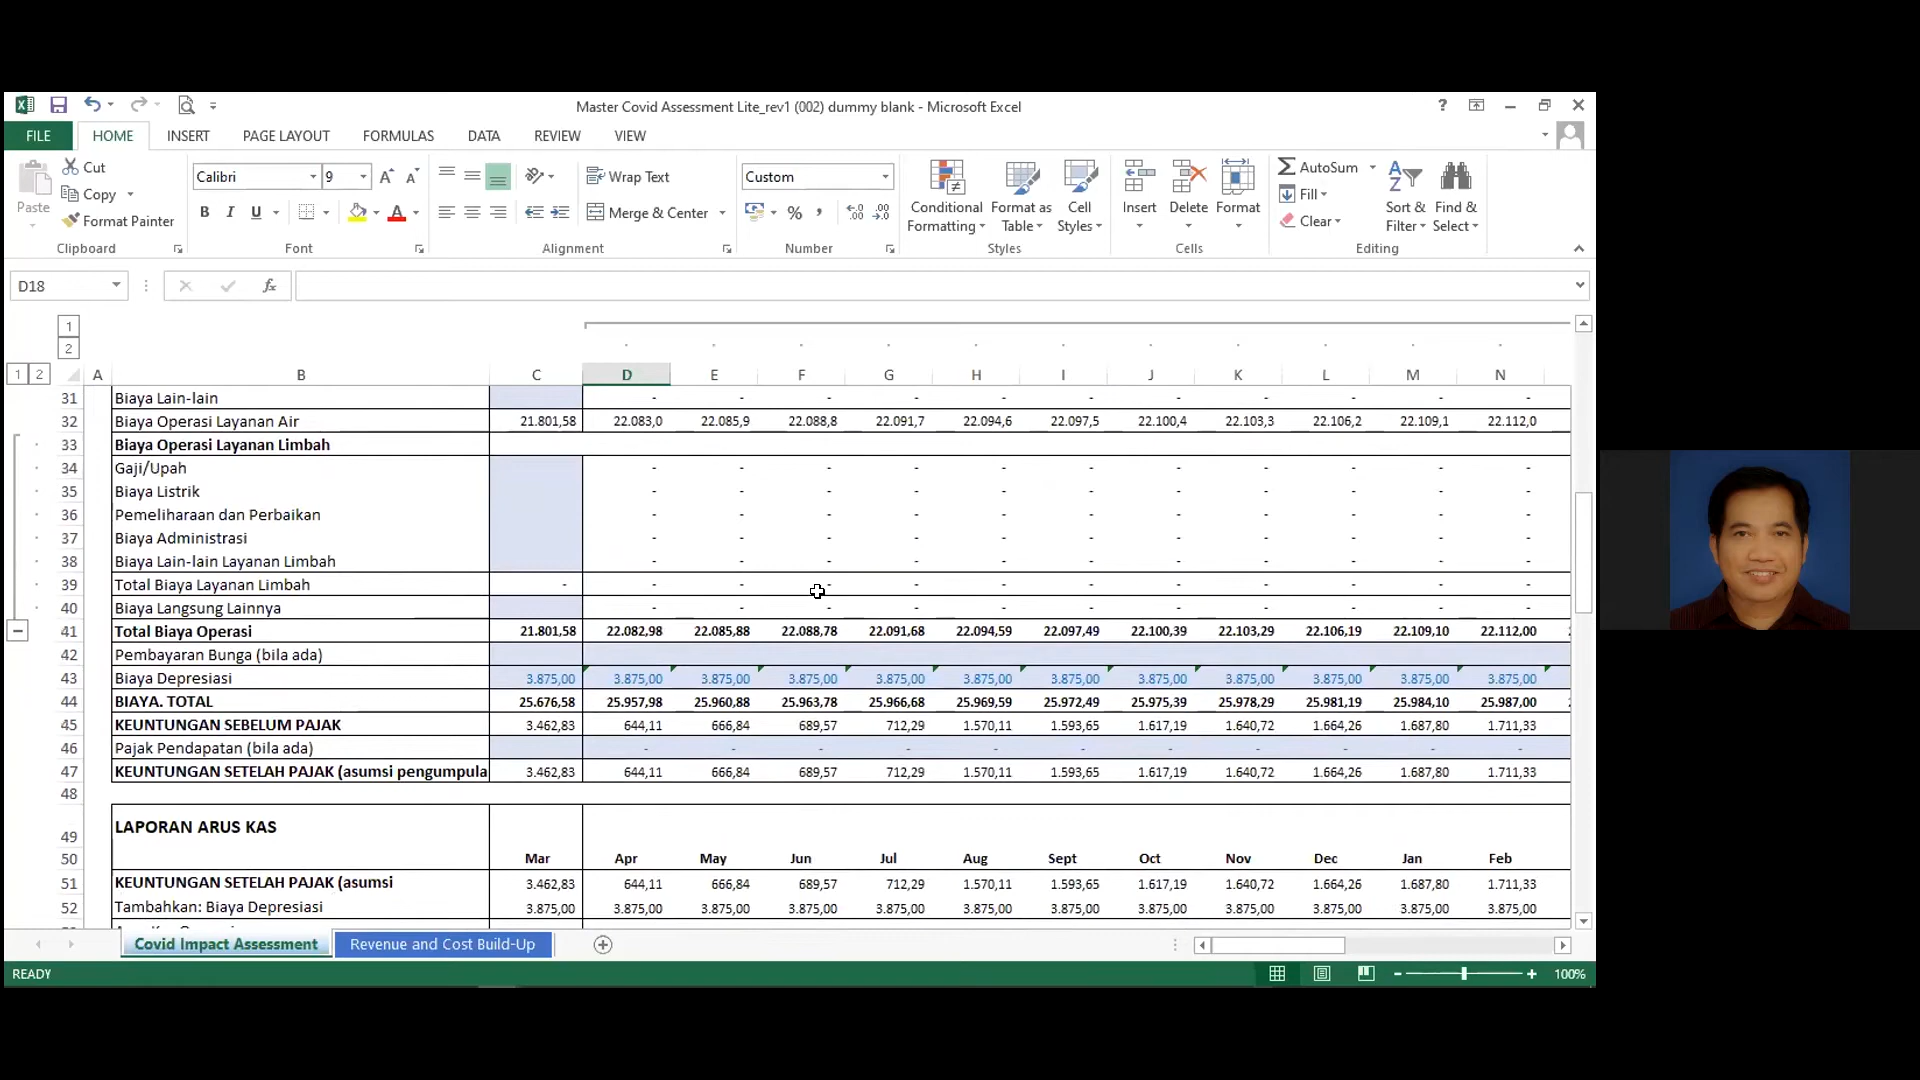 Master Covid Assessment Lite_rev1 (002) dummy blank - Microsoft Excel
FILE HOME INSERT PAGE LAYOUT FORMULAS DATA REVIEW VIEW
Paste Cut Copy Format Painter Clipboard
Calibri 9 B I U Font
Wrap Text Merge & Center Alignment
Custom % , Number
Conditional Formatting Format as Table Cell Styles Styles
Insert Delete Format Cells
AutoSum Fill Clear Sort & Filter Find & Select Editing
D18 fx
1
2
1 2 A B C D E F G H I J K L M N
31 Biaya Lain-lain - - - - - - - - - - -
32 Biaya Operasi Layanan Air 21.801,58 22.083,0 22.085,9 22.088,8 22.091,7 22.094,6 22.097,5 22.100,4 22.103,3 22.106,2 22.109,1 22.112,0
33 Biaya Operasi Layanan Limbah
34 Gaji/Upah - - - - - - - - - - -
35 Biaya Listrik - - - - - - - - - - -
36 Pemeliharaan dan Perbaikan - - - - - - - - - - -
37 Biaya Administrasi - - - - - - - - - - -
38 Biaya Lain-lain Layanan Limbah - - - - - - - - - - -
39 Total Biaya Layanan Limbah - - - - - - - - - - - -
40 Biaya Langsung Lainnya - - - - - - - - - - -
41 Total Biaya Operasi 21.801,58 22.082,98 22.085,88 22.088,78 22.091,68 22.094,59 22.097,49 22.100,39 22.103,29 22.106,19 22.109,10 22.112,00
42 Pembayaran Bunga (bila ada)
43 Biaya Depresiasi 3.875,00 3.875,00 3.875,00 3.875,00 3.875,00 3.875,00 3.875,00 3.875,00 3.875,00 3.875,00 3.875,00 3.875,00
44 BIAYA. TOTAL 25.676,58 25.957,98 25.960,88 25.963,78 25.966,68 25.969,59 25.972,49 25.975,39 25.978,29 25.981,19 25.984,10 25.987,00
45 KEUNTUNGAN SEBELUM PAJAK 3.462,83 644,11 666,84 689,57 712,29 1.570,11 1.593,65 1.617,19 1.640,72 1.664,26 1.687,80 1.711,33
46 Pajak Pendapatan (bila ada) - - - - - - - - - - -
47 KEUNTUNGAN SETELAH PAJAK (asumsi pengumpula 3.462,83 644,11 666,84 689,57 712,29 1.570,11 1.593,65 1.617,19 1.640,72 1.664,26 1.687,80 1.711,33
48
49 LAPORAN ARUS KAS
50 Mar Apr May Jun Jul Aug Sept Oct Nov Dec Jan Feb
51 KEUNTUNGAN SETELAH PAJAK (asumsi 3.462,83 644,11 666,84 689,57 712,29 1.570,11 1.593,65 1.617,19 1.640,72 1.664,26 1.687,80 1.711,33
52 Tambahkan: Biaya Depresiasi 3.875,00 3.875,00 3.875,00 3.875,00 3.875,00 3.875,00 3.875,00 3.875,00 3.875,00 3.875,00 3.875,00 3.875,00
Covid Impact Assessment Revenue and Cost Build-Up
READY 100%